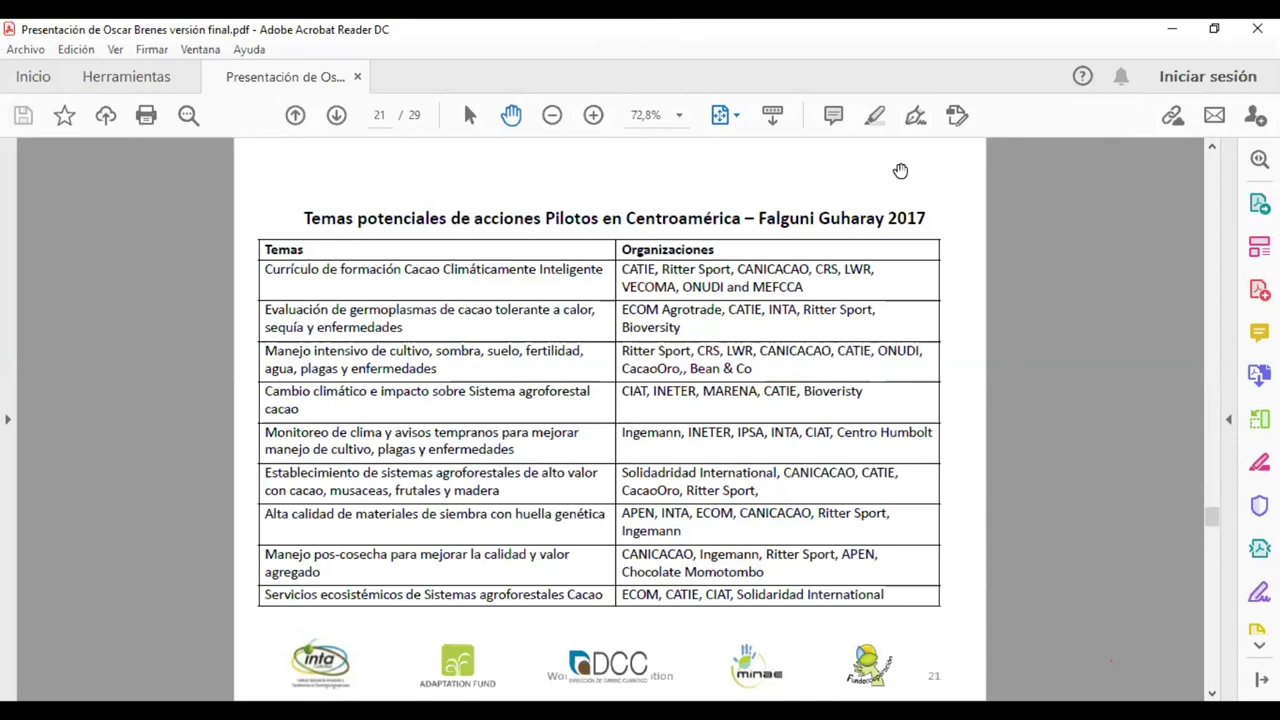 Presentación de Oscar Brenes versión final.pdf - Adobe Acrobat Reader DC
Archivo Edición Ver Firmar Ventana Ayuda
Inicio Herramientas Presentación de Os... Iniciar sesión
21 / 29 72,8%
Temas potenciales de acciones Pilotos en Centroamérica – Falguni Guharay 2017
Temas Organizaciones
Currículo de formación Cacao Climáticamente Inteligente CATIE, Ritter Sport, CANICACAO, CRS, LWR,
VECOMA, ONUDI and MEFCCA
Evaluación de germoplasmas de cacao tolerante a calor, ECOM Agrotrade, CATIE, INTA, Ritter Sport,
sequía y enfermedades Bioversity
Manejo intensivo de cultivo, sombra, suelo, fertilidad, Ritter Sport, CRS, LWR, CANICACAO, CATIE, ONUDI,
agua, plagas y enfermedades CacaoOro,, Bean & Co
Cambio climático e impacto sobre Sistema agroforestal CIAT, INETER, MARENA, CATIE, Bioveristy
cacao
Monitoreo de clima y avisos tempranos para mejorar Ingemann, INETER, IPSA, INTA, CIAT, Centro Humbolt
manejo de cultivo, plagas y enfermedades
Establecimiento de sistemas agroforestales de alto valor Solidadridad International, CANICACAO, CATIE,
con cacao, musaceas, frutales y madera CacaoOro, Ritter Sport,
Alta calidad de materiales de siembra con huella genética APEN, INTA, ECOM, CANICACAO, Ritter Sport,
Ingemann
Manejo pos-cosecha para mejorar la calidad y valor CANICACAO, Ingemann, Ritter Sport, APEN,
agregado Chocolate Momotombo
Servicios ecosistémicos de Sistemas agroforestales Cacao ECOM, CATIE, CIAT, Solidaridad International
inta af DCC minae Fundecooperación
ADAPTATION FUND DIRECCIÓN DE CAMBIO CLIMÁTICO 21